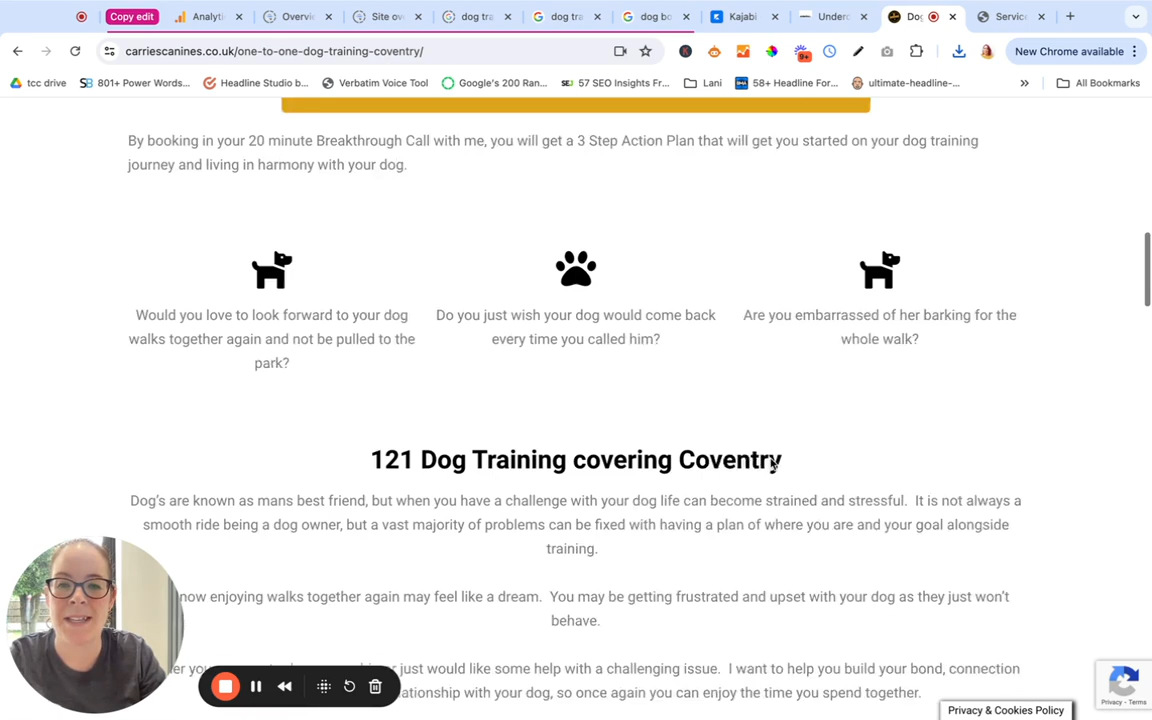 Copy edit
Analyti
Overvi
Site ov
dog tra
dog tra
dog bo
Kajabi
Underc
Dog
Service
carriescanines.co.uk/one-to-one-dog-training-coventry/
9+
New Chrome available
tcc drive
801+ Power Words...
Headline Studio b...
Verbatim Voice Tool
Google's 200 Ran...
SEJ 57 SEO Insights Fr...
Lani
58+ Headline For...
ultimate-headline-...
»
All Bookmarks
By booking in your 20 minute Breakthrough Call with me, you will get a 3 Step Action Plan that will get you started on your dog training
journey and living in harmony with your dog.
Would you love to look forward to your dog
walks together again and not be pulled to the
park?
Do you just wish your dog would come back
every time you called him?
Are you embarrassed of her barking for the
whole walk?
121 Dog Training covering Coventry
Dog's are known as mans best friend, but when you have a challenge with your dog life can become strained and stressful. It is not always a
smooth ride being a dog owner, but a vast majority of problems can be fixed with having a plan of where you are and your goal alongside
training.
now enjoying walks together again may feel like a dream. You may be getting frustrated and upset with your dog as they just won't
behave.
just would like some help with a challenging issue. I want to help you build your bond, connection
ationship with your dog, so once again you can enjoy the time you spend together.
Privacy - Terms
Privacy & Cookies Policy